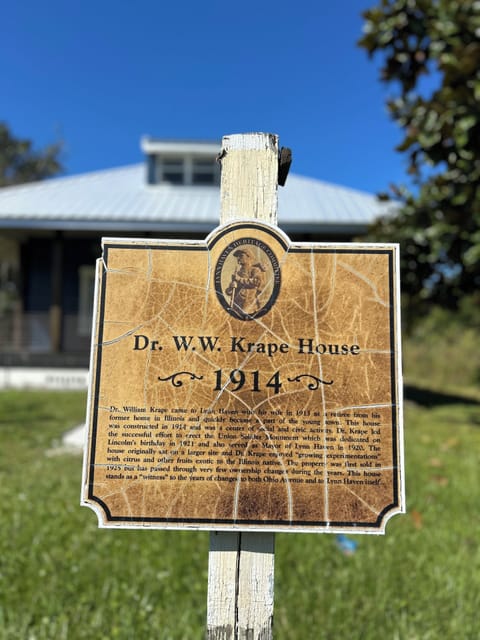 LYNN HAVEN HERITAGE COUNCIL
Dr. W.W. Krape House
1914
Dr. William Krape came to Lynn Haven with his wife in 1913 as a retiree from his
former home in Illinois and quickly became a part of the young town. This house
was constructed in 1914 and was a center of social and civic activity. Dr. Krape led
the successful effort to erect the Union Soldier Monument which was dedicated on
Lincoln's birthday in 1921 and also served as Mayor of Lynn Haven in 1920. The
house originally sat on a larger site and Dr. Krape enjoyed "growing experimentations"
with citrus and other fruits exotic to the Illinois native. The property was first sold in
1925 but has passed through very few ownership changes during the years. This house
stands as a "witness" to the years of changes to both Ohio Avenue and to Lynn Haven itself.